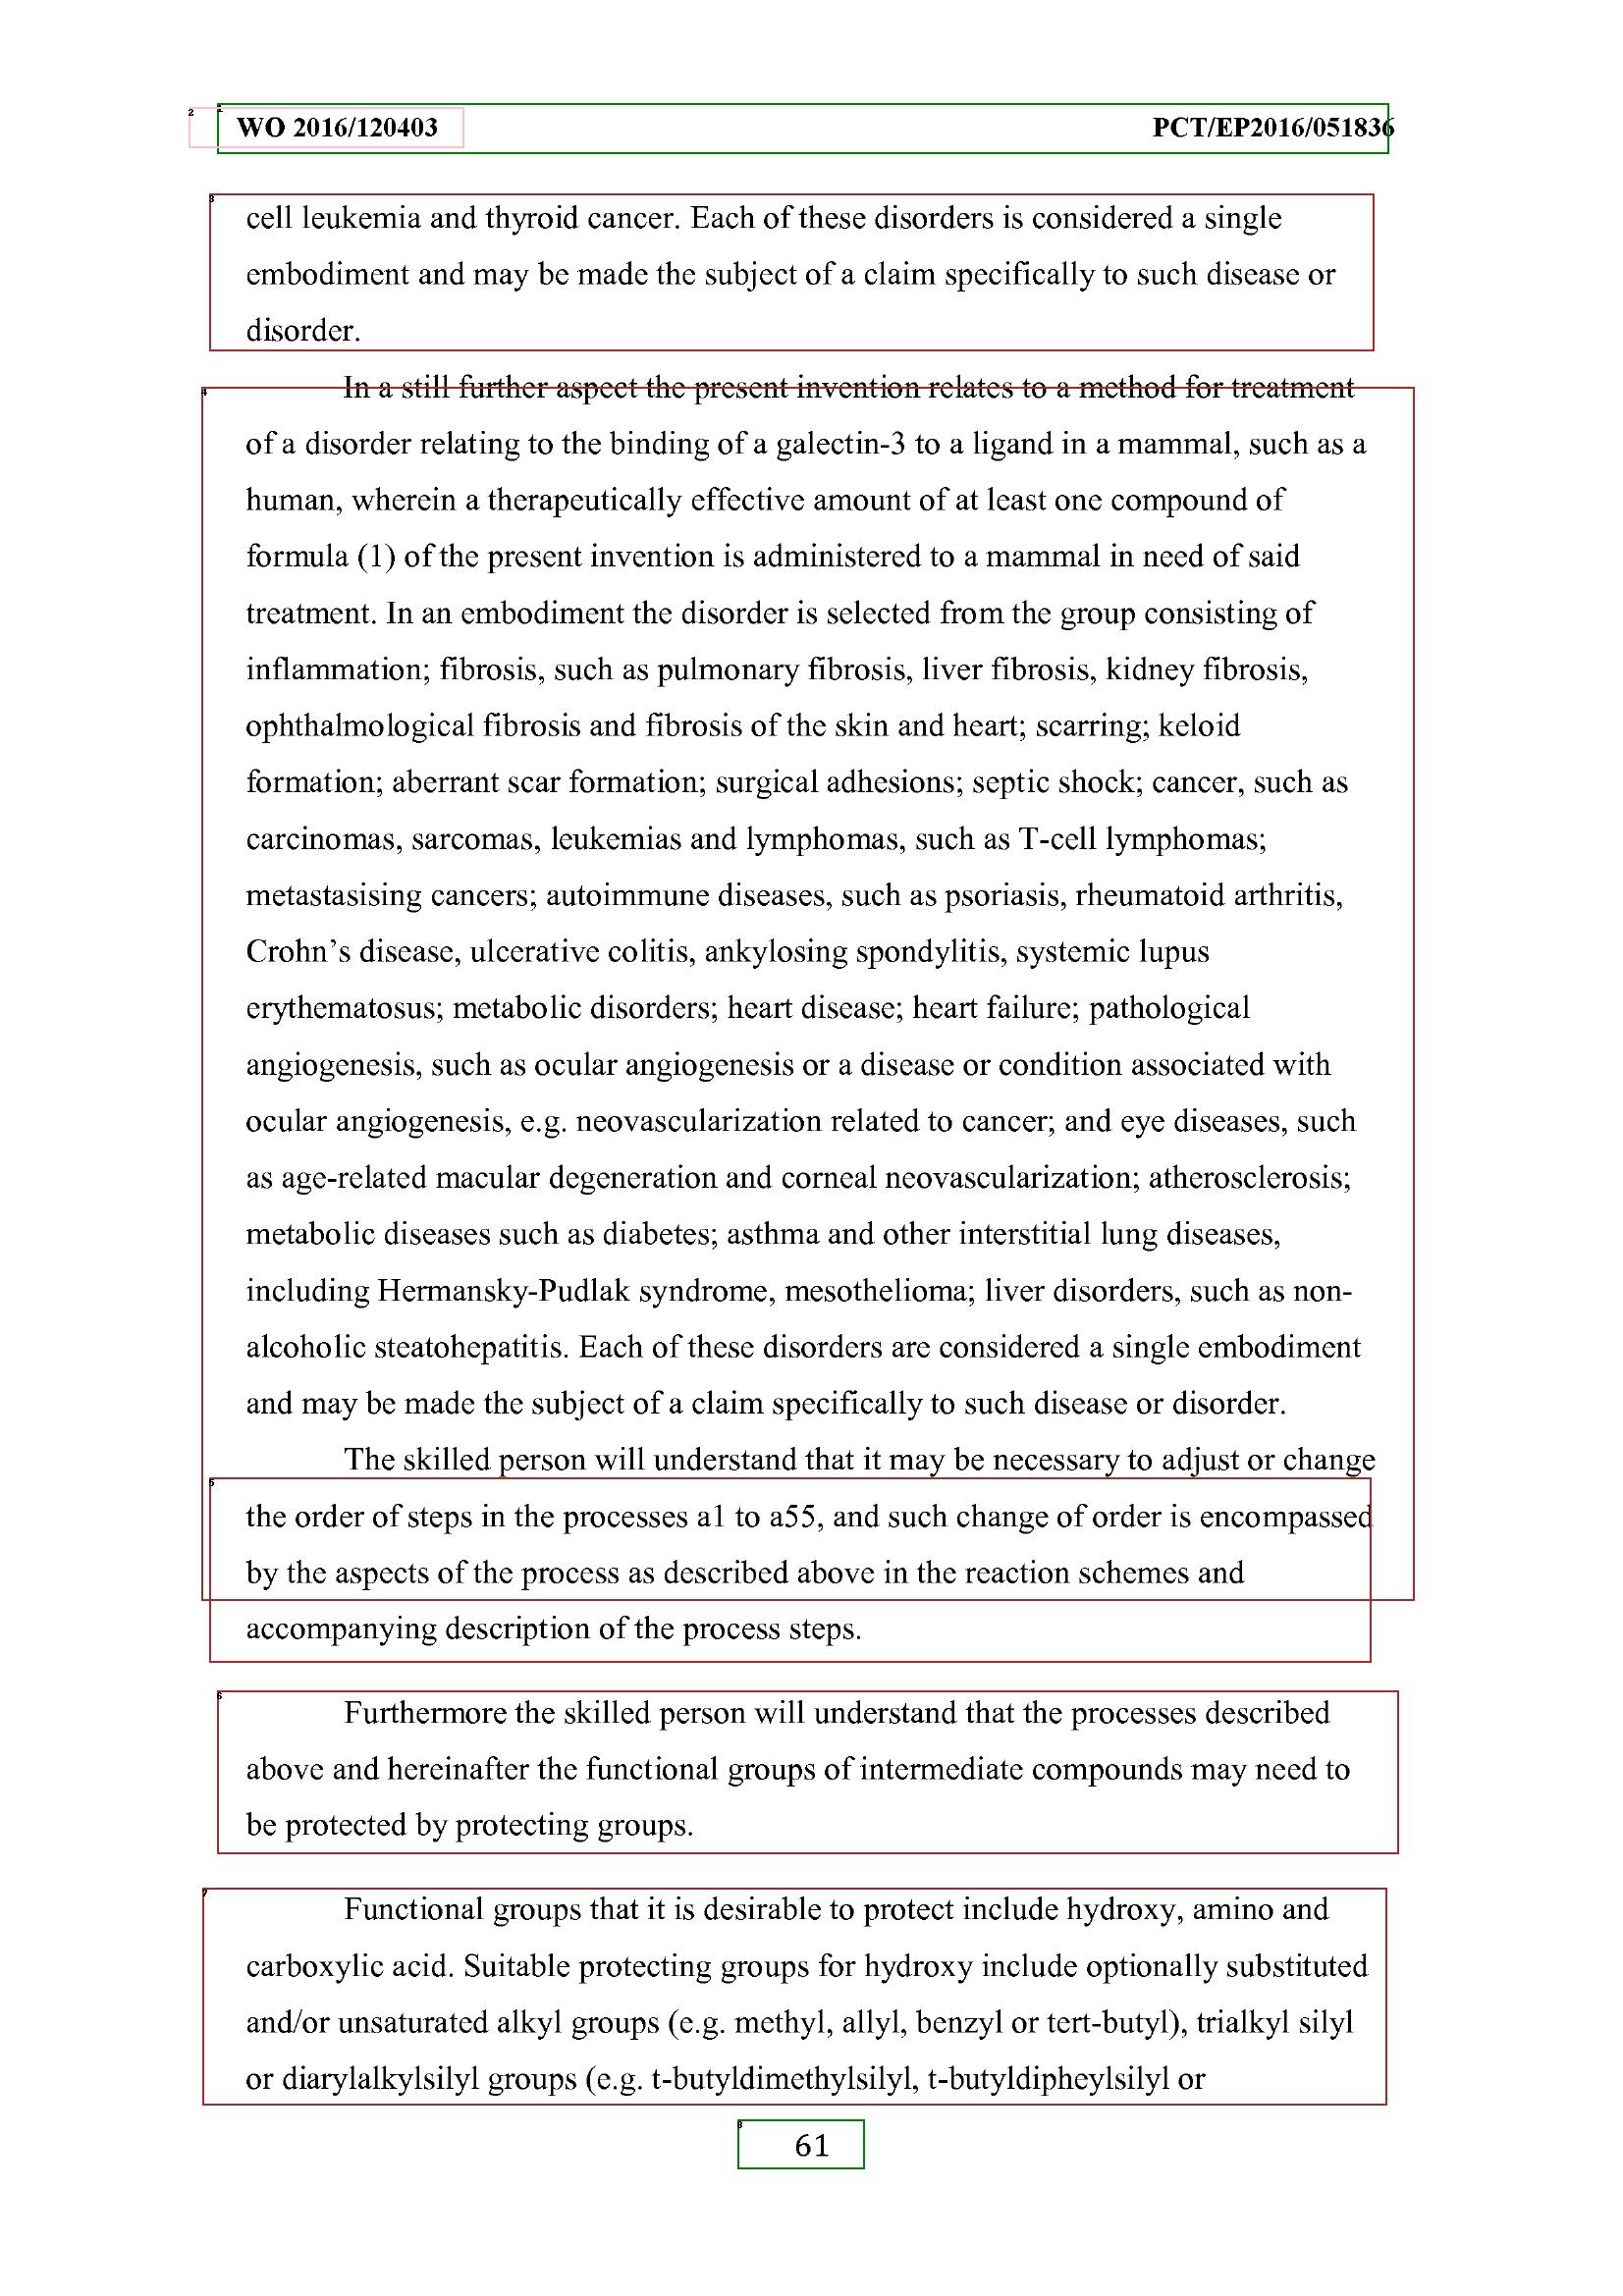 WO 2016/120403 PCT/EP2016/051836
cell leukemia and thyroid cancer. Each of these disorders is considered a single
embodiment and may be made the subject of a claim specifically to such disease or
disorder.
In a still further aspect the present invention relates to a method for treatment
of a disorder relating to the binding of a galectin-3 to a ligand in a mammal, such as a
human, wherein a therapeutically effective amount of at least one compound of
formula (1) of the present invention is administered to a mammal in need of said
treatment. In an embodiment the disorder is selected from the group consisting of
inflammation; fibrosis, such as pulmonary fibrosis, liver fibrosis, kidney fibrosis,
ophthalmological fibrosis and fibrosis of the skin and heart; scarring; keloid
formation; aberrant scar formation; surgical adhesions; septic shock; cancer, such as
carcinomas, sarcomas, leukemias and lymphomas, such as T-cell lymphomas;
metastasising cancers; autoimmune diseases, such as psoriasis, rheumatoid arthritis,
Crohn’s disease, ulcerative colitis, ankylosing spondylitis, systemic lupus
erythematosus; metabolic disorders; heart disease; heart failure; pathological
angiogenesis, such as ocular angiogenesis or a disease or condition associated with
ocular angiogenesis, e.g. neovascularization related to cancer; and eye diseases, such
as age-related macular degeneration and corneal neovascularization; atherosclerosis;
metabolic diseases such as diabetes; asthma and other interstitial lung diseases,
including Hermansky-Pudlak syndrome, mesothelioma; liver disorders, such as non-
alcoholic steatohepatitis. Each of these disorders are considered a single embodiment
and may be made the subject of a claim specifically to such disease or disorder.
The skilled person will understand that it may be necessary to adjust or change
the order of steps in the processes a1 to a55, and such change of order is encompassed
by the aspects of the process as described above in the reaction schemes and
accompanying description of the process steps.
Furthermore the skilled person will understand that the processes described
above and hereinafter the functional groups of intermediate compounds may need to
be protected by protecting groups.
Functional groups that it is desirable to protect include hydroxy, amino and
carboxylic acid. Suitable protecting groups for hydroxy include optionally substituted
and/or unsaturated alkyl groups (e.g. methyl, allyl, benzyl or tert-butyl), trialkyl silyl
or diarylalkylsilyl groups (e.g. t-butyldimethylsilyl, t-butyldipheylsilyl or
61